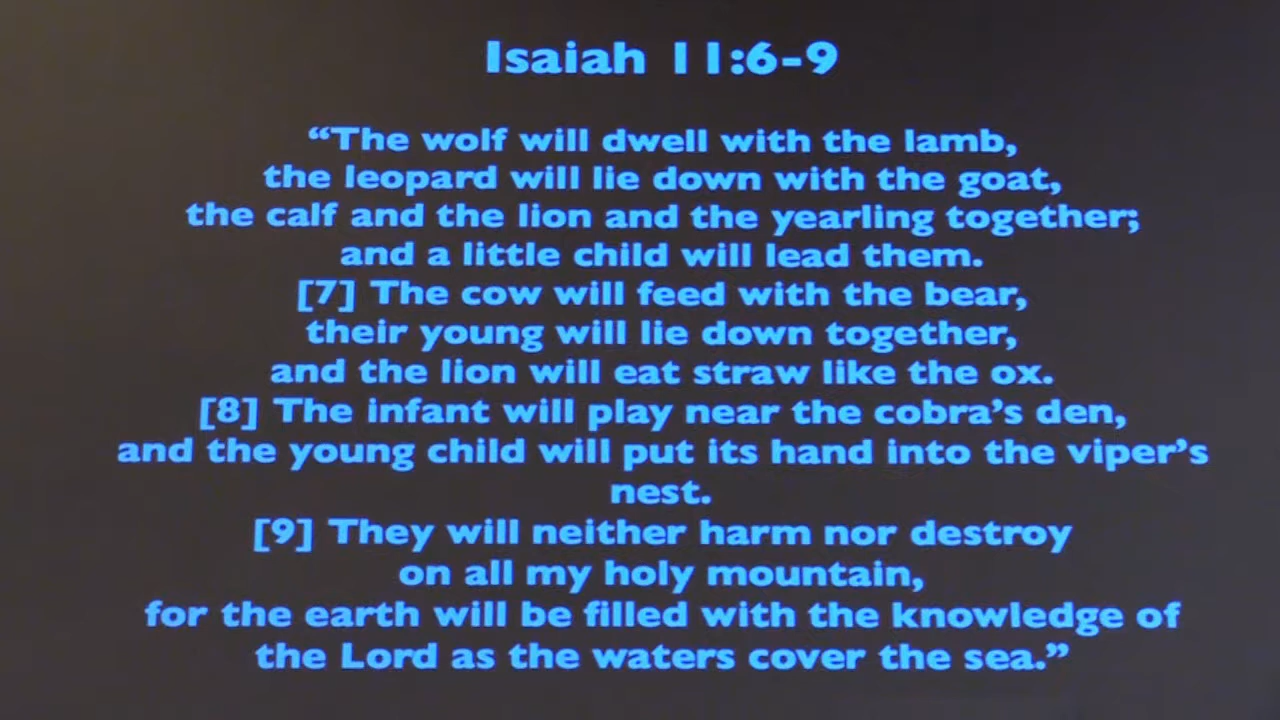 Isaiah 11:6-9
“The wolf will dwell with the lamb,
the leopard will lie down with the goat,
the calf and the lion and the yearling together;
and a little child will lead them.
[7] The cow will feed with the bear,
their young will lie down together,
and the lion will eat straw like the ox.
[8] The infant will play near the cobra’s den,
and the young child will put its hand into the viper’s
nest.
[9] They will neither harm nor destroy
on all my holy mountain,
for the earth will be filled with the knowledge of
the Lord as the waters cover the sea.”